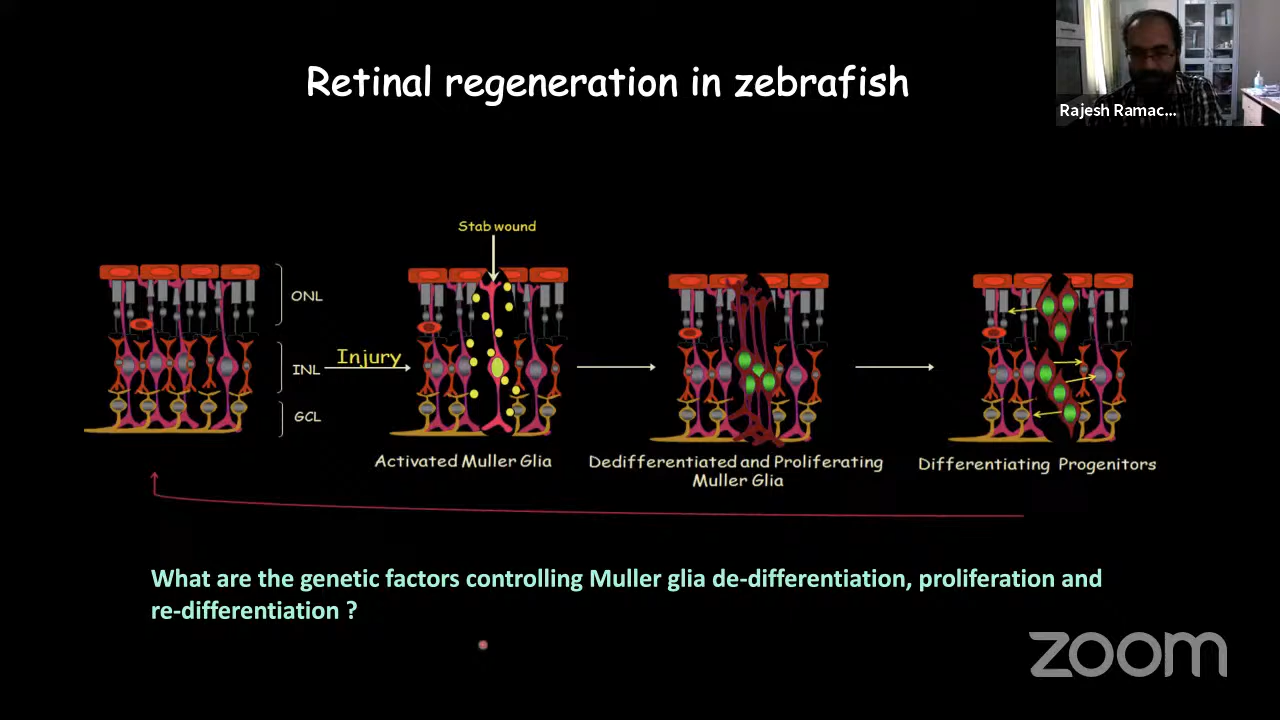 Retinal regeneration in zebrafish
Rajesh Ramac...
Stab wound
ONL
Injury
INL
GCL
Activated Muller Glia
Dedifferentiated and Proliferating
Muller Glia
Differentiating Progenitors
What are the genetic factors controlling Muller glia de-differentiation, proliferation and
re-differentiation ?
zoom